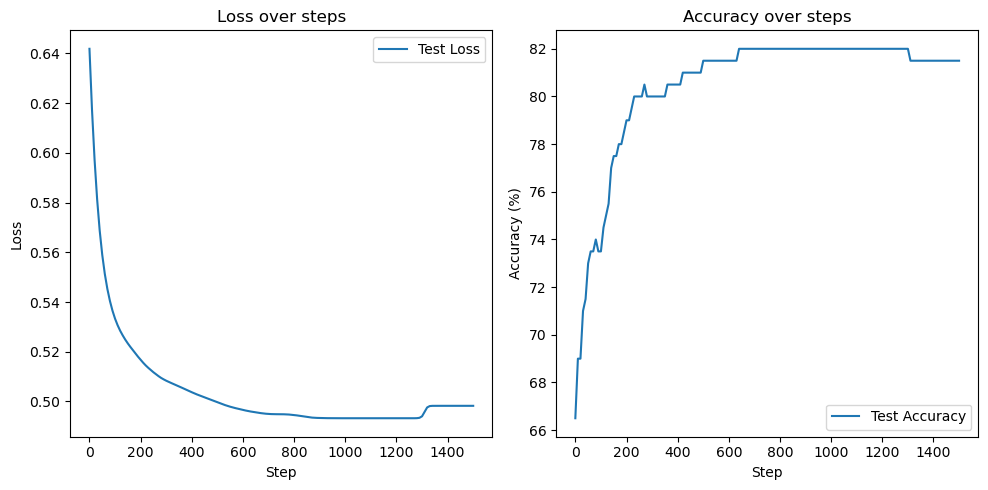 Loss over steps
Test Loss
0.64
0.62
0.60
0.58
0.56
0.54
0.52
0.50
Loss
0 200 400 600 800 1000 1200 1400
Step
Accuracy over steps
82
80
78
76
74
72
70
68
66
Accuracy (%)
Test Accuracy
0 200 400 600 800 1000 1200 1400
Step